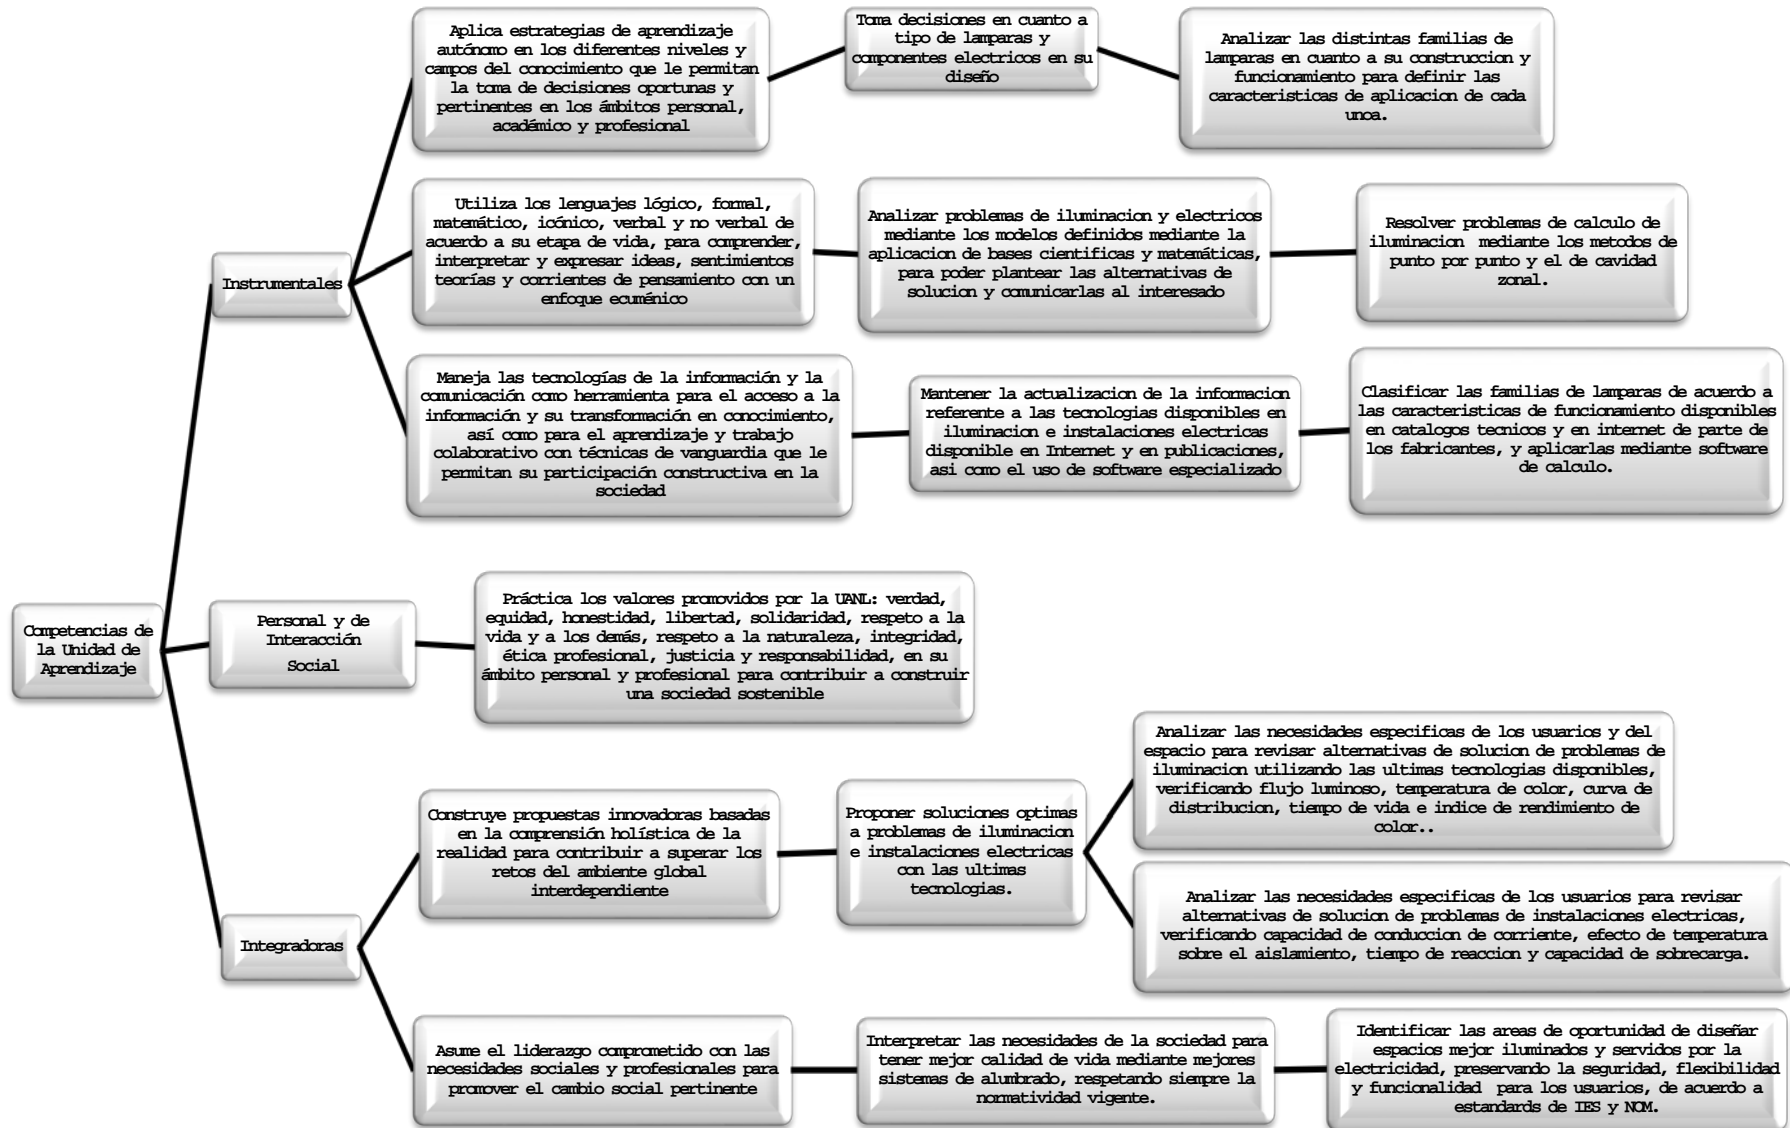 Competencias de
la Unidad de
Aprendizaje
Instrumentales
Aplica estrategias de aprendizaje
autónomo en los diferentes niveles y
campos del conocimiento que le permitan
la toma de decisiones oportunas y
pertinentes en los ámbitos personal,
académico y profesional
Toma decisiones en cuanto a
tipo de lamparas y
componentes electricos en su
diseño
Analizar las distintas familias de
lamparas en cuanto a su construccion y
funcionamiento para definir las
caracteristicas de aplicacion de cada
unoa.
Utiliza los lenguajes lógico, formal,
matemático, icónico, verbal y no verbal de
acuerdo a su etapa de vida, para comprender,
interpretar y expresar ideas, sentimientos
teorías y corrientes de pensamiento con un
enfoque ecuménico
Analizar problemas de iluminacion y electricos
mediante los modelos definidos mediante la
aplicacion de bases cientificas y matemáticas,
para poder plantear las alternativas de
solucion y comunicarlas al interesado
Resolver problemas de calculo de
iluminacion mediante los metodos de
punto por punto y el de cavidad
zonal.
Maneja las tecnologías de la información y la
comunicación como herramienta para el acceso a la
información y su transformación en conocimiento,
así como para el aprendizaje y trabajo
colaborativo con técnicas de vanguardia que le
permitan su participación constructiva en la
sociedad
Mantener la actualizacion de la informacion
referente a las tecnologias disponibles en
iluminacion e instalaciones electricas
disponible en Internet y en publicaciones,
asi como el uso de software especializado
Clasificar las familias de lamparas de acuerdo a
las caracteristicas de funcionamiento disponibles
en catalogos tecnicos y en internet de parte de
los fabricantes, y aplicarlas mediante software
de calculo.
Personal y de
Interacción
Social
Práctica los valores promovidos por la UANL: verdad,
equidad, honestidad, libertad, solidaridad, respeto a la
vida y a los demás, respeto a la naturaleza, integridad,
ética profesional, justicia y responsabilidad, en su
ámbito personal y profesional para contribuir a construir
una sociedad sostenible
Integradoras
Construye propuestas innovadoras basadas
en la comprensión holística de la
realidad para contribuir a superar los
retos del ambiente global
interdependiente
Proponer soluciones optimas
a problemas de iluminacion
e instalaciones electricas
con las ultimas
tecnologias.
Analizar las necesidades especificas de los usuarios y del
espacio para revisar alternativas de solucion de problemas de
iluminacion utilizando las ultimas tecnologias disponibles,
verificando flujo luminoso, temperatura de color, curva de
distribucion, tiempo de vida e indice de rendimiento de
color..
Analizar las necesidades especificas de los usuarios para revisar
alternativas de solucion de problemas de instalaciones electricas,
verificando capacidad de conduccion de corriente, efecto de temperatura
sobre el aislamiento, tiempo de reaccion y capacidad de sobrecarga.
Asume el liderazgo comprometido con las
necesidades sociales y profesionales para
promover el cambio social pertinente
Interpretar las necesidades de la sociedad para
tener mejor calidad de vida mediante mejores
sistemas de alumbrado, respetando siempre la
normatividad vigente.
Identificar las areas de oportunidad de diseñar
espacios mejor iluminados y servidos por la
electricidad, preservando la seguridad, flexibilidad
y funcionalidad para los usuarios, de acuerdo a
estandards de IES y NOM.